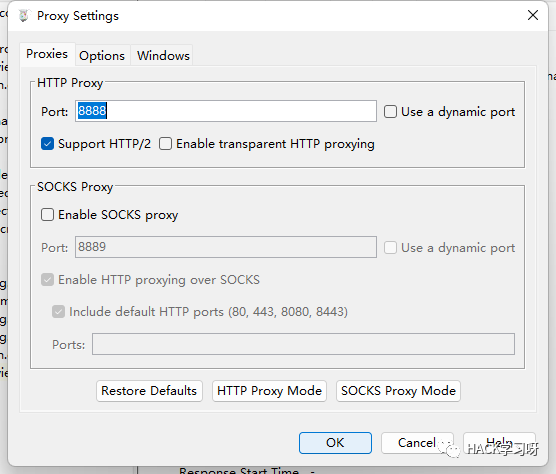 Proxy Settings
Proxies Options Windows
HTTP Proxy
Port: 8888 Use a dynamic port
Support HTTP/2 Enable transparent HTTP proxying
SOCKS Proxy
Enable SOCKS proxy
Port: 8889 Use a dynamic port
Enable HTTP proxying over SOCKS
Include default HTTP ports (80, 443, 8080, 8443)
Ports:
Restore Defaults HTTP Proxy Mode SOCKS Proxy Mode
OK Cancel Help
HACK学习呀
Response Start Time -